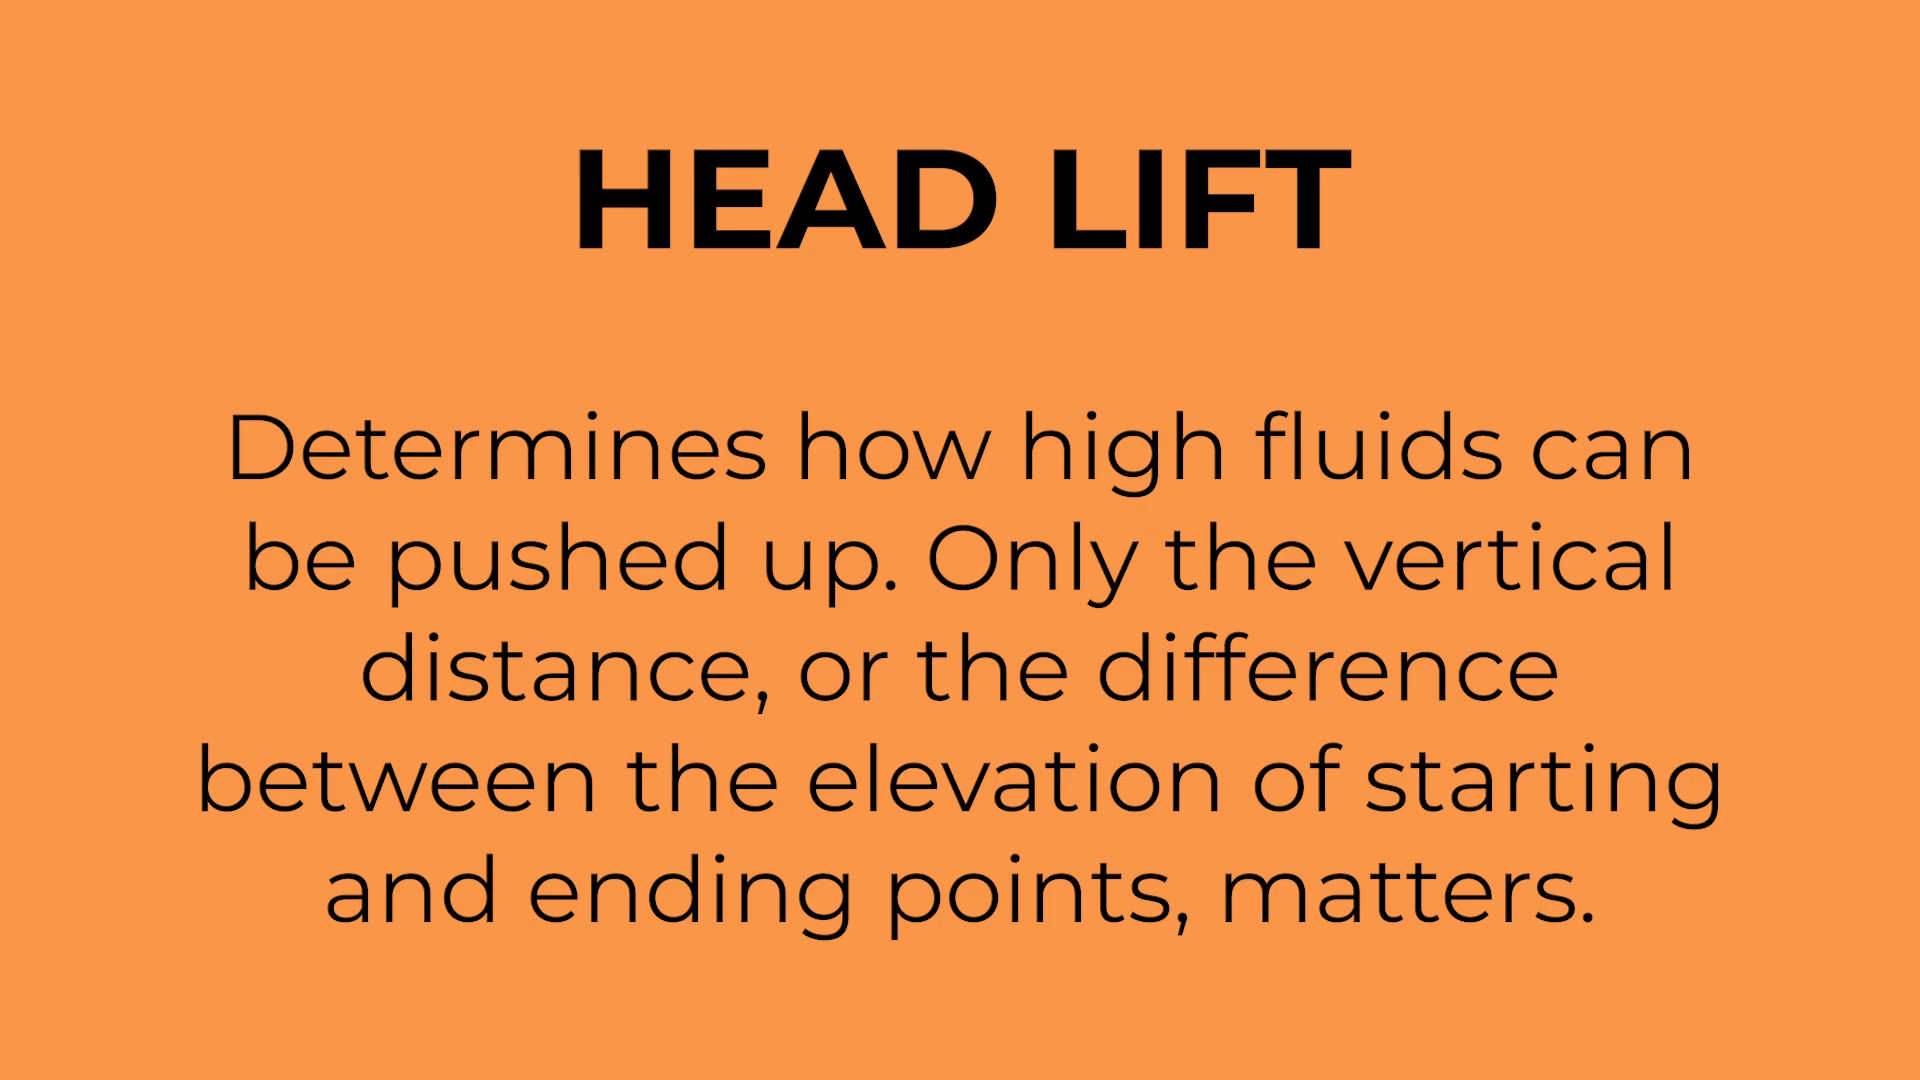 HEAD LIFT
Determines how high fluids can
be pushed up. Only the vertical
distance, or the difference
between the elevation of starting
and ending points, matters.